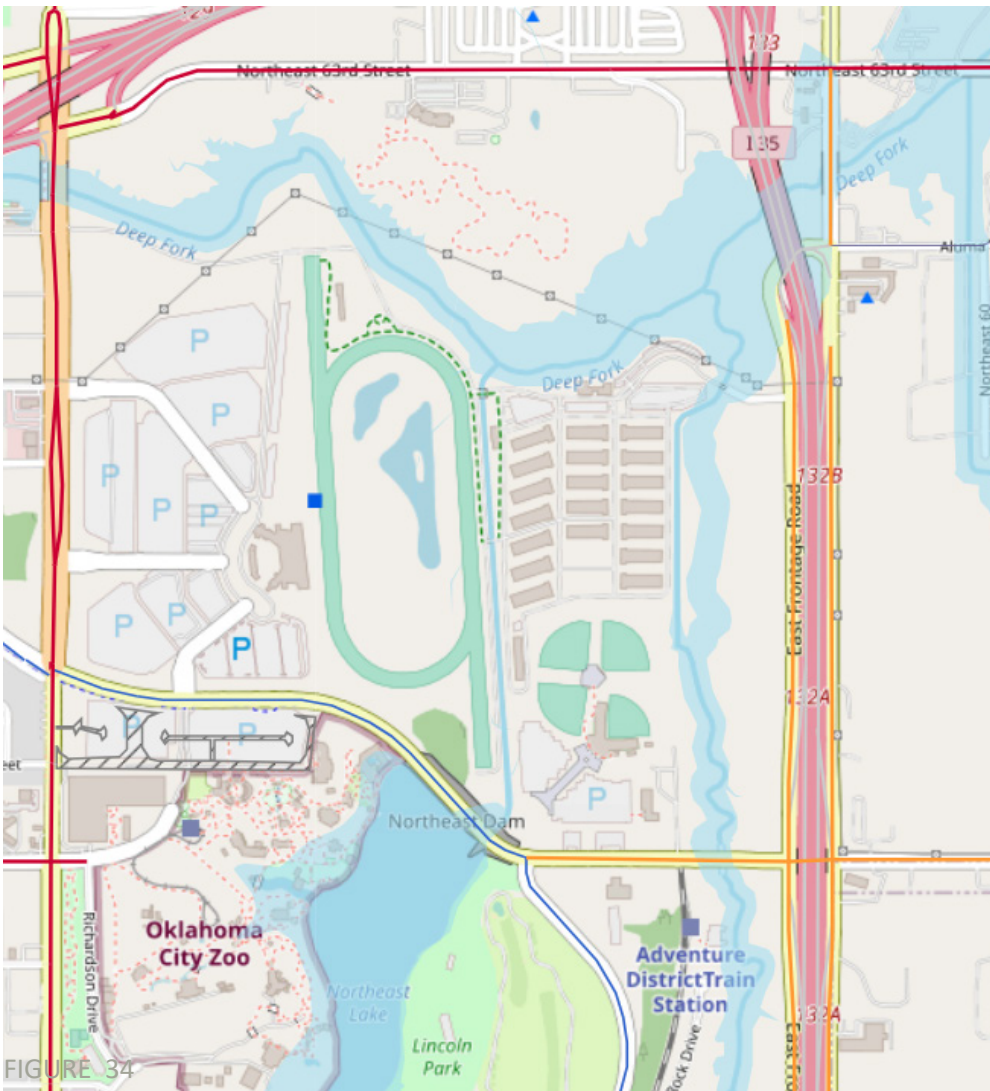 133
Northeast 63rd Street
Northeast 63rd Street
I 35
Deep Fork
Deep Fork
Aluma
Northeast 60
P
Deep Fork
P
P
132B
P
P
East Frontage Road
P
P
P
132A
P
P
P
Northeast Dam
eet
Oklahoma
City Zoo
Richardson Drive
Adventure
DistrictTrain
Station
Northeast
Lake
132A
Lincoln
Park
Rock Drive
FIGURE 34